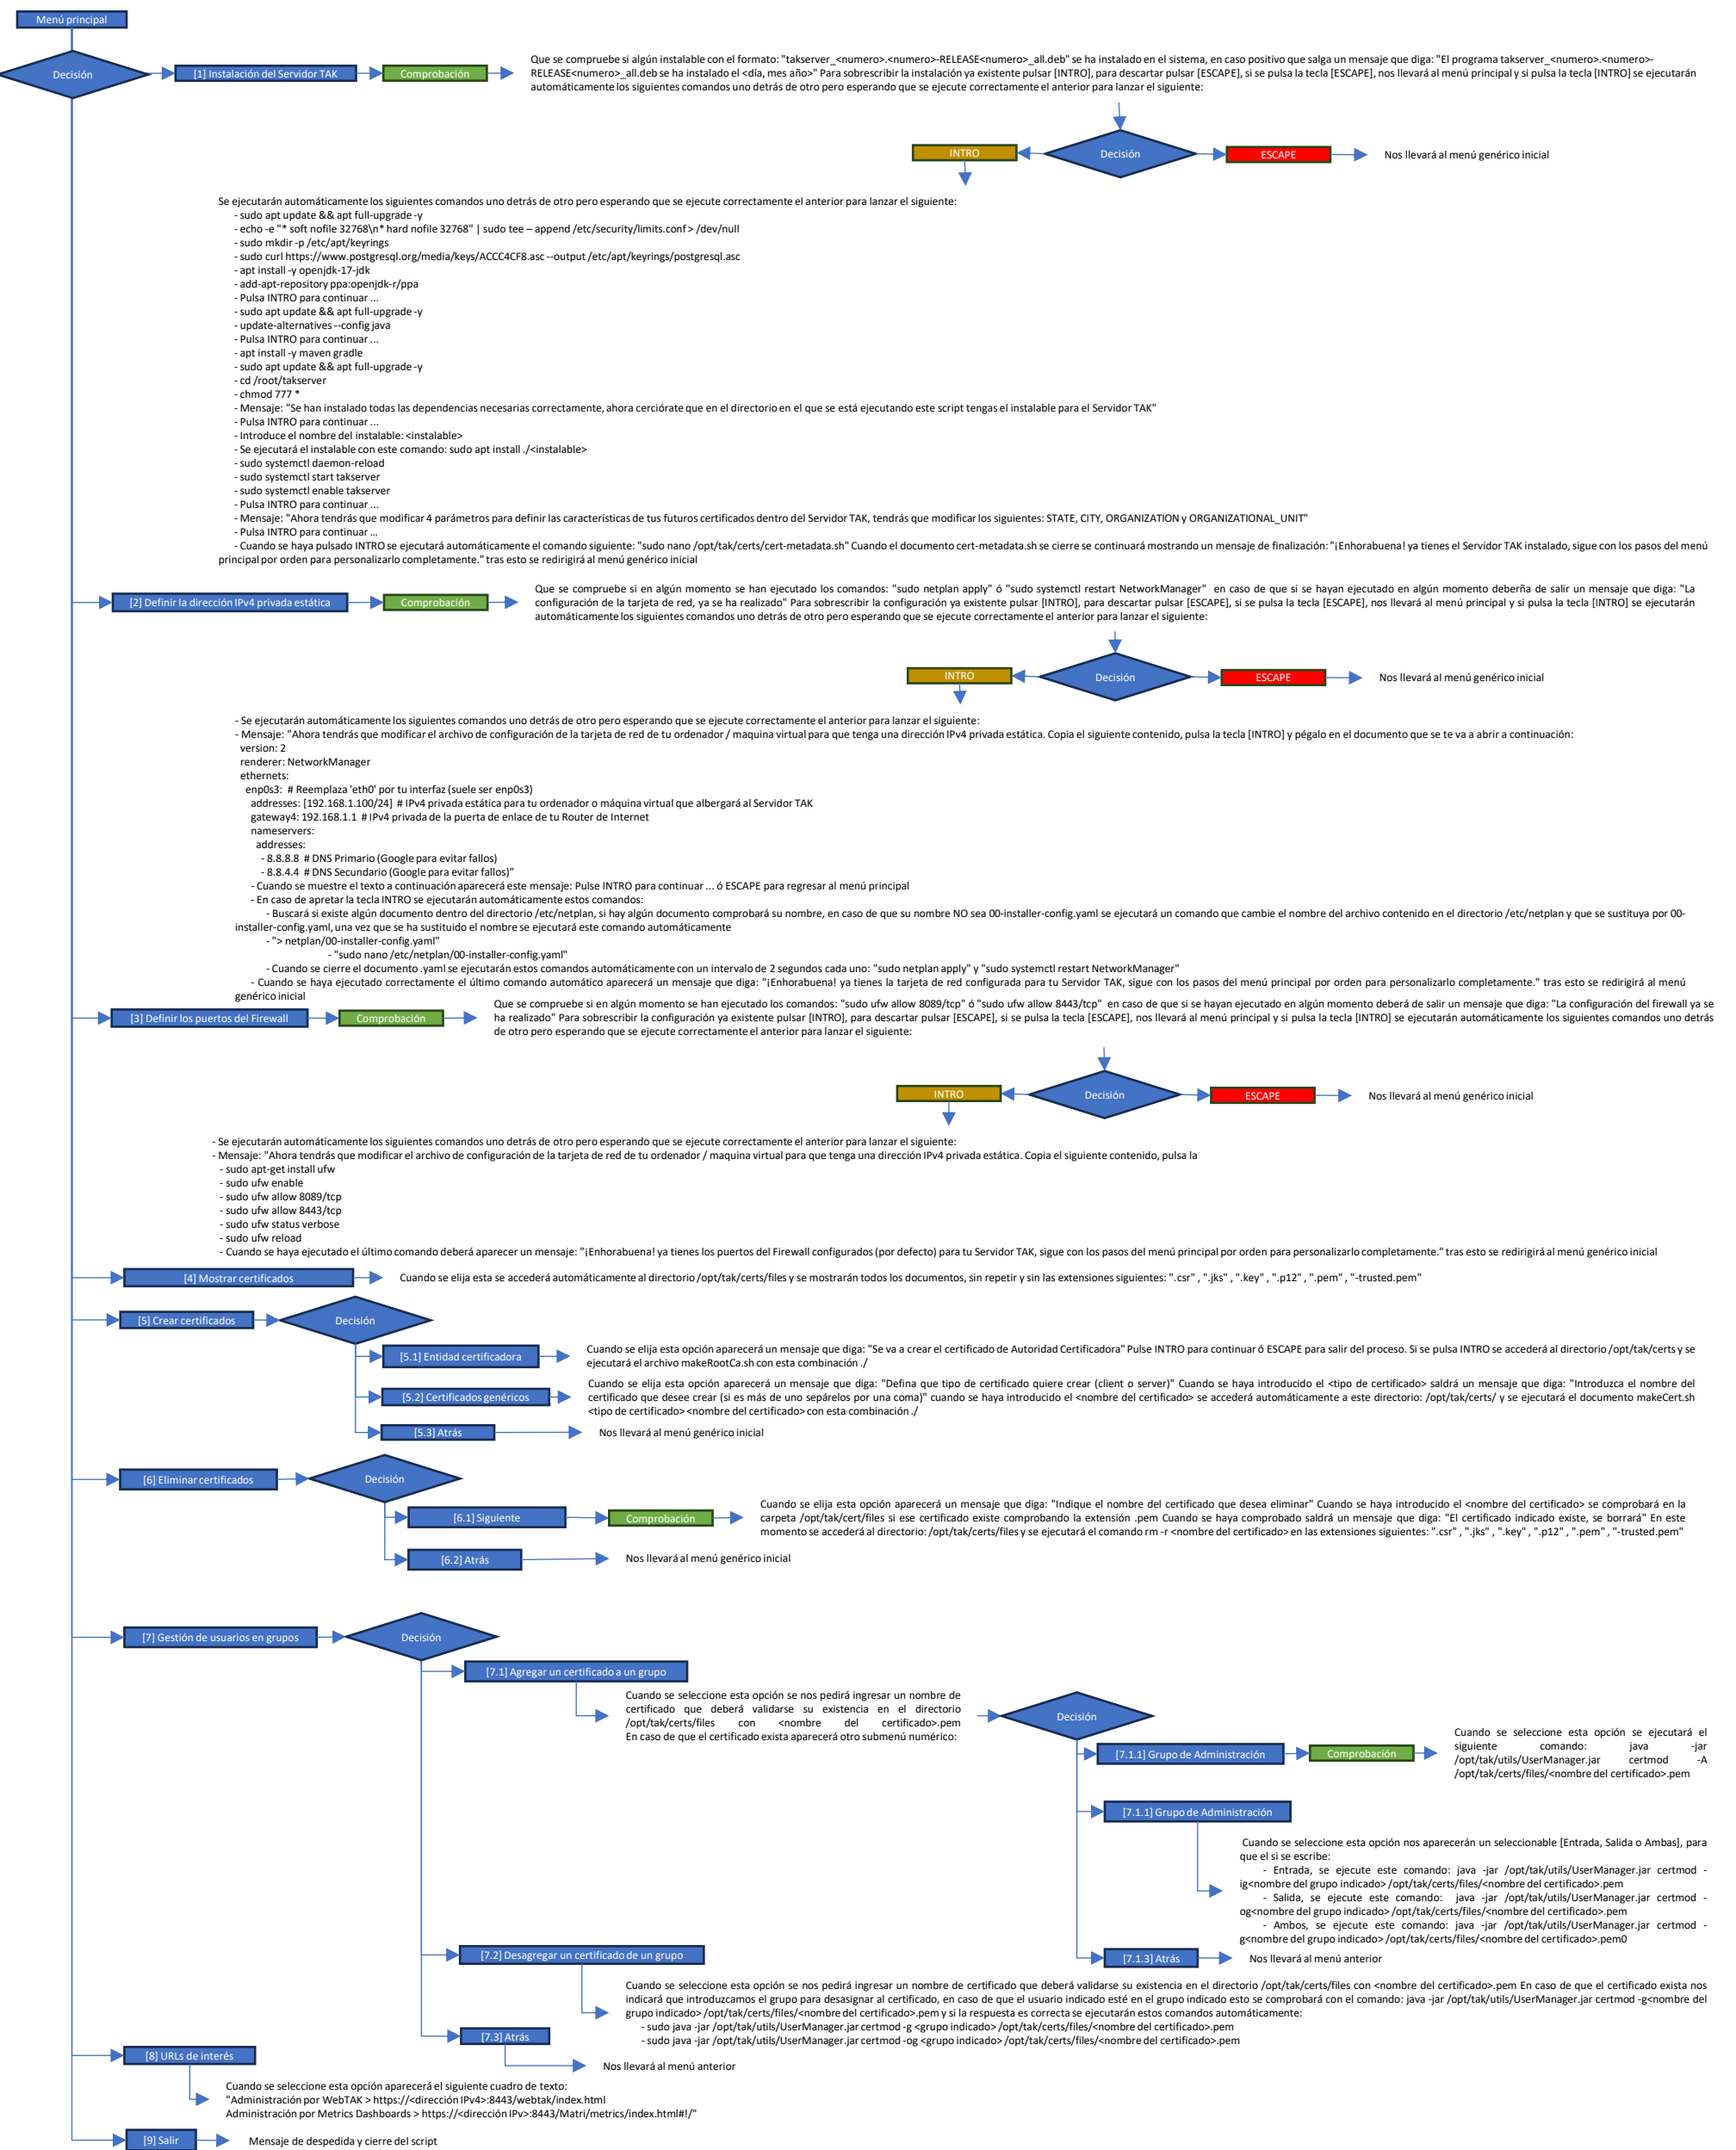 Menú principal
Decisión
[1] Instalación del Servidor TAK
Comprobación
Que se compruebe si algún instalable con el formato: "takserver_<numero>.<numero>-RELEASE<numero>_all.deb" se ha instalado en el sistema, en caso positivo que salga un mensaje que diga: "El programa takserver_<numero>.<numero>-
RELEASE<numero>_all.deb se ha instalado el <día, mes año>" Para sobrescribir la instalación ya existente pulsar [INTRO], para descartar pulsar [ESCAPE], si se pulsa la tecla [ESCAPE], nos llevará al menú principal y si pulsa la tecla [INTRO] se ejecutarán
automáticamente los siguientes comandos uno detrás de otro pero esperando que se ejecute correctamente el anterior para lanzar el siguiente:
INTRO
Decisión
ESCAPE
Nos llevará al menú genérico inicial
Se ejecutarán automáticamente los siguientes comandos uno detrás de otro pero esperando que se ejecute correctamente el anterior para lanzar el siguiente:
- sudo apt update && apt full-upgrade -y
- echo -e "* soft nofile 32768\n* hard nofile 32768" | sudo tee – append /etc/security/limits.conf > /dev/null
- sudo mkdir -p /etc/apt/keyrings
- sudo curl https://www.postgresql.org/media/keys/ACCC4CF8.asc --output /etc/apt/keyrings/postgresql.asc
- apt install -y openjdk-17-jdk
- add-apt-repository ppa:openjdk-r/ppa
- Pulsa INTRO para continuar ...
- sudo apt update && apt full-upgrade -y
- update-alternatives --config java
- Pulsa INTRO para continuar ...
- apt install -y maven gradle
- sudo apt update && apt full-upgrade -y
- cd /root/takserver
- chmod 777 *
- Mensaje: "Se han instalado todas las dependencias necesarias correctamente, ahora cerciórate que en el directorio en el que se está ejecutando este script tengas el instalable para el Servidor TAK"
- Pulsa INTRO para continuar ...
- Introduce el nombre del instalable: <instalable>
- Se ejecutará el instalable con este comando: sudo apt install ./<instalable>
- sudo systemctl daemon-reload
- sudo systemctl start takserver
- sudo systemctl enable takserver
- Pulsa INTRO para continuar ...
- Mensaje: "Ahora tendrás que modificar 4 parámetros para definir las características de tus futuros certificados dentro del Servidor TAK, tendrás que modificar los siguientes: STATE, CITY, ORGANIZATION y ORGANIZATIONAL_UNIT"
- Pulsa INTRO para continuar ...
- Cuando se haya pulsado INTRO se ejecutará automáticamente el comando siguiente: "sudo nano /opt/tak/certs/cert-metadata.sh" Cuando el documento cert-metadata.sh se cierre se continuará mostrando un mensaje de finalización: "¡Enhorabuena! ya tienes el Servidor TAK instalado, sigue con los pasos del menú
principal por orden para personalizarlo completamente." tras esto se redirigirá al menú genérico inicial
[2] Definir la dirección IPv4 privada estática
Comprobación
Que se compruebe si en algún momento se han ejecutado los comandos: "sudo netplan apply" ó "sudo systemctl restart NetworkManager" en caso de que si se hayan ejecutado en algún momento deberña de salir un mensaje que diga: "La
configuración de la tarjeta de red, ya se ha realizado" Para sobrescribir la configuración ya existente pulsar [INTRO], para descartar pulsar [ESCAPE], si se pulsa la tecla [ESCAPE], nos llevará al menú principal y si pulsa la tecla [INTRO] se ejecutarán
automáticamente los siguientes comandos uno detrás de otro pero esperando que se ejecute correctamente el anterior para lanzar el siguiente:
INTRO
Decisión
ESCAPE
Nos llevará al menú genérico inicial
- Se ejecutarán automáticamente los siguientes comandos uno detrás de otro pero esperando que se ejecute correctamente el anterior para lanzar el siguiente:
- Mensaje: "Ahora tendrás que modificar el archivo de configuración de la tarjeta de red de tu ordenador / maquina virtual para que tenga una dirección IPv4 privada estática. Copia el siguiente contenido, pulsa la tecla [INTRO] y pégalo en el documento que se te va a abrir a continuación:
version: 2
renderer: NetworkManager
ethernets:
enp0s3: # Reemplaza 'eth0' por tu interfaz (suele ser enp0s3)
addresses: [192.168.1.100/24] # IPv4 privada estática para tu ordenador o máquina virtual que albergará al Servidor TAK
gateway4: 192.168.1.1 # IPv4 privada de la puerta de enlace de tu Router de Internet
nameservers:
addresses:
- 8.8.8.8 # DNS Primario (Google para evitar fallos)
- 8.8.4.4 # DNS Secundario (Google para evitar fallos)"
- Cuando se muestre el texto a continuación aparecerá este mensaje: Pulse INTRO para continuar ... ó ESCAPE para regresar al menú principal
- En caso de apretar la tecla INTRO se ejecutarán automáticamente estos comandos:
- Buscará si existe algún documento dentro del directorio /etc/netplan, si hay algún documento comprobará su nombre, en caso de que su nombre NO sea 00-installer-config.yaml se ejecutará un comando que cambie el nombre del archivo contenido en el directorio /etc/netplan y que se sustituya por 00-
installer-config.yaml, una vez que se ha sustituido el nombre se ejecutará este comando automáticamente
- "> netplan/00-installer-config.yaml"
- "sudo nano /etc/netplan/00-installer-config.yaml"
- Cuando se cierre el documento .yaml se ejecutarán estos comandos automáticamente con un intervalo de 2 segundos cada uno: "sudo netplan apply" y "sudo systemctl restart NetworkManager"
- Cuando se haya ejecutado correctamente el último comando automático aparecerá un mensaje que diga: "¡Enhorabuena! ya tienes la tarjeta de red configurada para tu Servidor TAK, sigue con los pasos del menú principal por orden para personalizarlo completamente." tras esto se redirigirá al menú
genérico inicial
[3] Definir los puertos del Firewall
Comprobación
Que se compruebe si en algún momento se han ejecutado los comandos: "sudo ufw allow 8089/tcp" ó "sudo ufw allow 8443/tcp" en caso de que si se hayan ejecutado en algún momento deberá de salir un mensaje que diga: "La configuración del firewall ya se
ha realizado" Para sobrescribir la configuración ya existente pulsar [INTRO], para descartar pulsar [ESCAPE], si se pulsa la tecla [ESCAPE], nos llevará al menú principal y si pulsa la tecla [INTRO] se ejecutarán automáticamente los siguientes comandos uno detrás
de otro pero esperando que se ejecute correctamente el anterior para lanzar el siguiente:
INTRO
Decisión
ESCAPE
Nos llevará al menú genérico inicial
- Se ejecutarán automáticamente los siguientes comandos uno detrás de otro pero esperando que se ejecute correctamente el anterior para lanzar el siguiente:
- Mensaje: "Ahora tendrás que modificar el archivo de configuración de la tarjeta de red de tu ordenador / maquina virtual para que tenga una dirección IPv4 privada estática. Copia el siguiente contenido, pulsa la
- sudo apt-get install ufw
- sudo ufw enable
- sudo ufw allow 8089/tcp
- sudo ufw allow 8443/tcp
- sudo ufw status verbose
- sudo ufw reload
- Cuando se haya ejecutado el último comando deberá aparecer un mensaje: "¡Enhorabuena! ya tienes los puertos del Firewall configurados (por defecto) para tu Servidor TAK, sigue con los pasos del menú principal por orden para personalizarlo completamente." tras esto se redirigirá al menú genérico inicial
[4] Mostrar certificados
Cuando se elija esta se accederá automáticamente al directorio /opt/tak/certs/files y se mostrarán todos los documentos, sin repetir y sin las extensiones siguientes: ".csr" , ".jks" , ".key" , ".p12" , ".pem" , "-trusted.pem"
[5] Crear certificados
Decisión
[5.1] Entidad certificadora
Cuando se elija esta opción aparecerá un mensaje que diga: "Se va a crear el certificado de Autoridad Certificadora" Pulse INTRO para continuar ó ESCAPE para salir del proceso. Si se pulsa INTRO se accederá al directorio /opt/tak/certs y se
ejecutará el archivo makeRootCa.sh con esta combinación ./
[5.2] Certificados genéricos
Cuando se elija esta opción aparecerá un mensaje que diga: "Defina que tipo de certificado quiere crear (client o server)" Cuando se haya introducido el <tipo de certificado> saldrá un mensaje que diga: "Introduzca el nombre del
certificado que desee crear (si es más de uno sepárelos por una coma)" cuando se haya introducido el <nombre del certificado> se accederá automáticamente a este directorio: /opt/tak/certs/ y se ejecutará el documento makeCert.sh
<tipo de certificado> <nombre del certificado> con esta combinación ./
[5.3] Atrás
Nos llevará al menú genérico inicial
[6] Eliminar certificados
Decisión
[6.1] Siguiente
Comprobación
Cuando se elija esta opción aparecerá un mensaje que diga: "Indique el nombre del certificado que desea eliminar" Cuando se haya introducido el <nombre del certificado> se comprobará en la
carpeta /opt/tak/cert/files si ese certificado existe comprobando la extensión .pem Cuando se haya comprobado saldrá un mensaje que diga: "El certificado indicado existe, se borrará" En este
momento se accederá al directorio: /opt/tak/certs/files y se ejecutará el comando rm -r <nombre del certificado> en las extensiones siguientes: ".csr" , ".jks" , ".key" , ".p12" , ".pem" , "-trusted.pem"
[6.2] Atrás
Nos llevará al menú genérico inicial
[7] Gestión de usuarios en grupos
Decisión
[7.1] Agregar un certificado a un grupo
Cuando se seleccione esta opción se nos pedirá ingresar un nombre de
certificado que deberá validarse su existencia en el directorio
/opt/tak/certs/files con <nombre del certificado>.pem
En caso de que el certificado exista aparecerá otro submenú numérico:
Decisión
[7.1.1] Grupo de Administración
Comprobación
Cuando se seleccione esta opción se ejecutará el
siguiente comando: java -jar
/opt/tak/utils/UserManager.jar certmod -A
/opt/tak/certs/files/<nombre del certificado>.pem
[7.1.1] Grupo de Administración
Cuando se seleccione esta opción nos aparecerán un seleccionable [Entrada, Salida o Ambas], para
que el si se escribe:
- Entrada, se ejecute este comando: java -jar /opt/tak/utils/UserManager.jar certmod -
ig<nombre del grupo indicado> /opt/tak/certs/files/<nombre del certificado>.pem
- Salida, se ejecute este comando: java -jar /opt/tak/utils/UserManager.jar certmod -
og<nombre del grupo indicado> /opt/tak/certs/files/<nombre del certificado>.pem
- Ambos, se ejecute este comando: java -jar /opt/tak/utils/UserManager.jar certmod -
g<nombre del grupo indicado> /opt/tak/certs/files/<nombre del certificado>.pem0
[7.1.3] Atrás
Nos llevará al menú anterior
[7.2] Desagregar un certificado de un grupo
Cuando se seleccione esta opción se nos pedirá ingresar un nombre de certificado que deberá validarse su existencia en el directorio /opt/tak/certs/files con <nombre del certificado>.pem En caso de que el certificado exista nos
indicará que introduzcamos el grupo para desasignar al certificado, en caso de que el usuario indicado esté en el grupo indicado esto se comprobará con el comando: java -jar /opt/tak/utils/UserManager.jar certmod -g<nombre del
grupo indicado> /opt/tak/certs/files/<nombre del certificado>.pem y si la respuesta es correcta se ejecutarán estos comandos automáticamente:
- sudo java -jar /opt/tak/utils/UserManager.jar certmod -g <grupo indicado> /opt/tak/certs/files/<nombre del certificado>.pem
- sudo java -jar /opt/tak/utils/UserManager.jar certmod -og <grupo indicado> /opt/tak/certs/files/<nombre del certificado>.pem
[7.3] Atrás
Nos llevará al menú anterior
[8] URLs de interés
Cuando se seleccione esta opción aparecerá el siguiente cuadro de texto:
"Administración por WebTAK > https://<dirección IPv4>:8443/webtak/index.html
Administración por Metrics Dashboards > https://<dirección IPv>:8443/Matri/metrics/index.html#!/"
[9] Salir
Mensaje de despedida y cierre del script